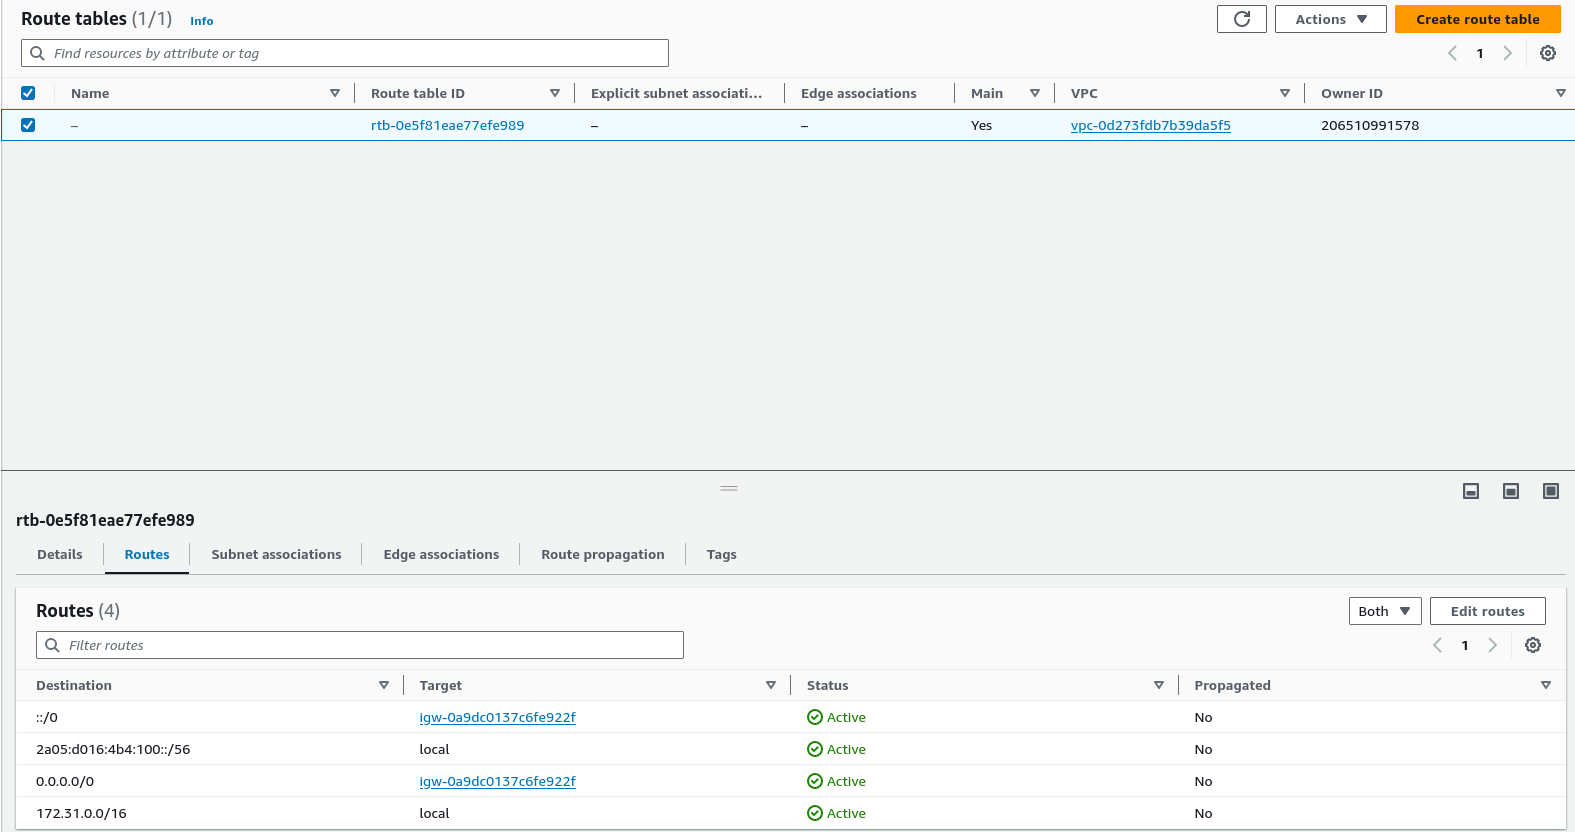 Route tables (1/1) Info
Actions Create route table
Find resources by attribute or tag
1
Name Route table ID Explicit subnet associati... Edge associations Main VPC Owner ID
– rtb-0e5f81eae77efe989 – – Yes vpc-0d273fdb7b39da5f5 206510991578
rtb-0e5f81eae77efe989
Details Routes Subnet associations Edge associations Route propagation Tags
Routes (4)
Both Edit routes
Filter routes
1
Destination Target Status Propagated
::/0 igw-0a9dc0137c6fe922f Active No
2a05:d016:4b4:100::/56 local Active No
0.0.0.0/0 igw-0a9dc0137c6fe922f Active No
172.31.0.0/16 local Active No